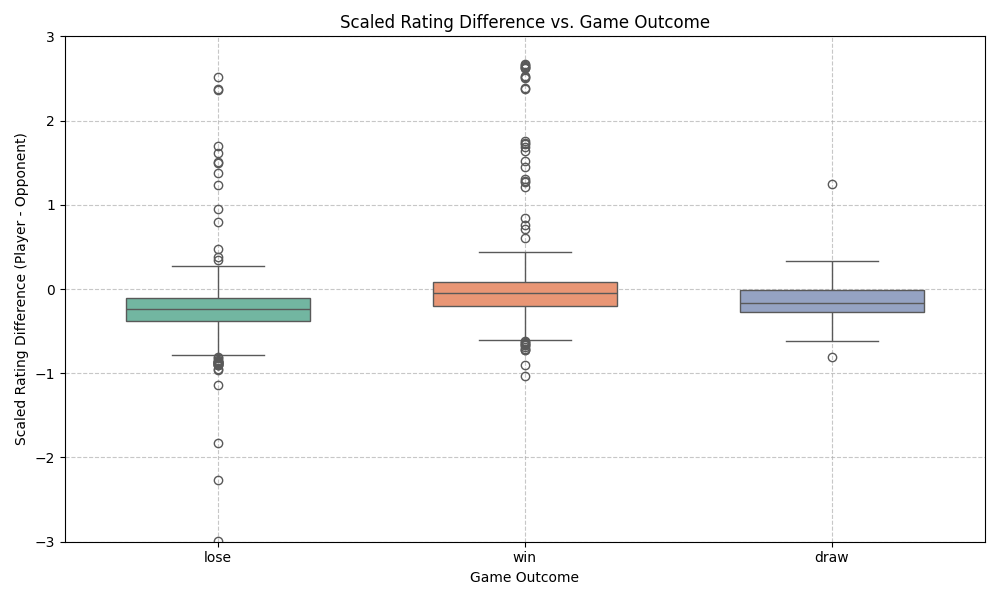 Scaled Rating Difference vs. Game Outcome
Scaled Rating Difference (Player - Opponent)
3
2
1
0
−1
−2
−3
lose win draw
Game Outcome